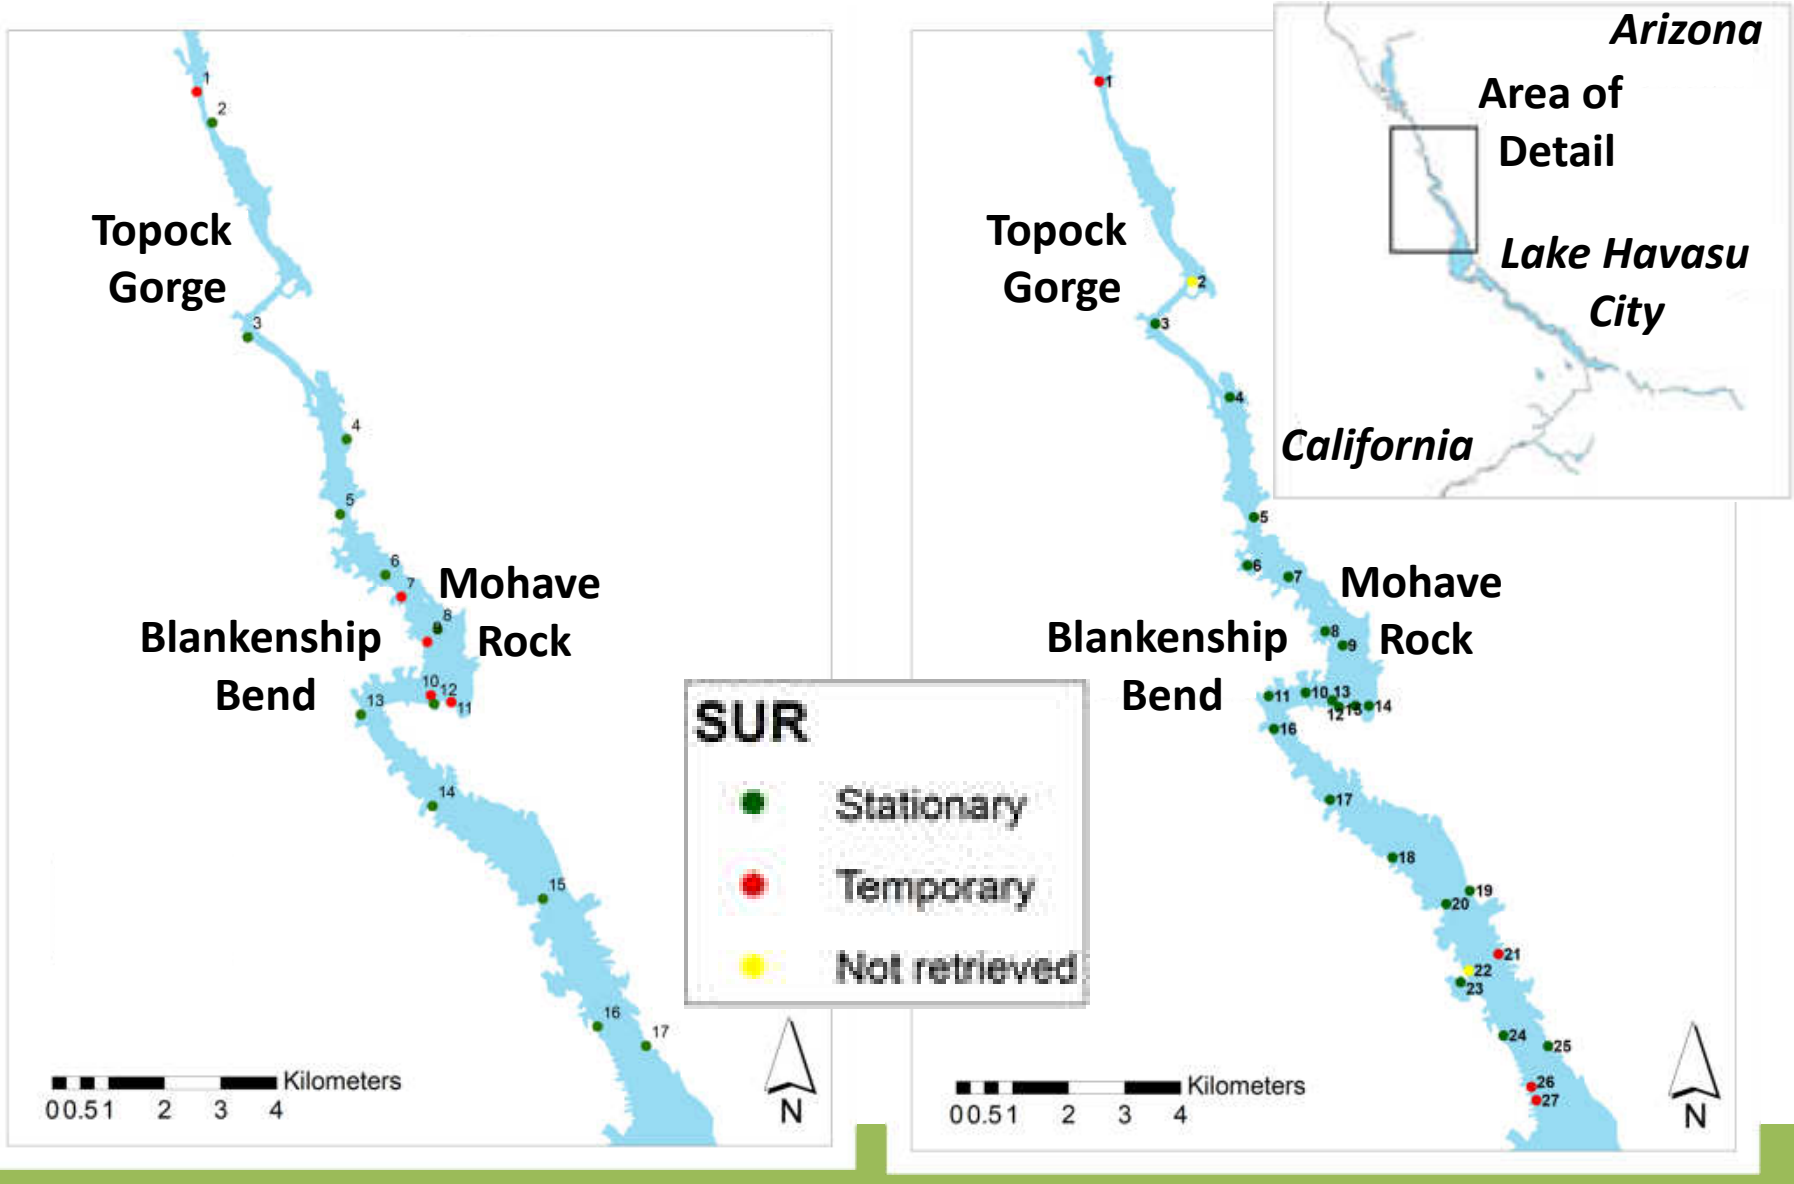 1
2
Topock
Gorge
3
4
5
6
7
Mohave
Rock
8
9
Blankenship
Bend
10
12
11
13
14
15
16
17
0 0.5 1 2 3 4 Kilometers
N
SUR
Stationary
Temporary
Not retrieved
Arizona
Area of
Detail
Lake Havasu
City
California
1
Topock
Gorge
2
3
4
5
6
7
Mohave
Rock
8
9
Blankenship
Bend
11
10
13
12
15
14
16
17
18
19
20
21
22
23
24
25
26
27
0 0.5 1 2 3 4 Kilometers
N